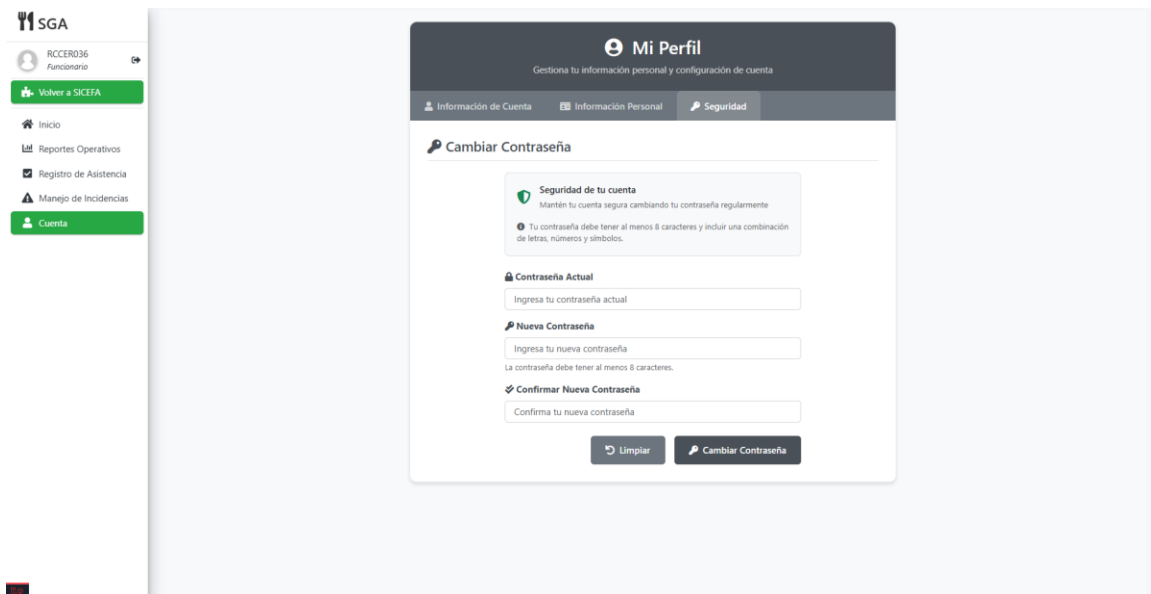 SGA
RCCER036
Funcionario
Volver a SICEFA
Inicio
Reportes Operativos
Registro de Asistencia
Manejo de Incidencias
Cuenta
Mi Perfil
Gestiona tu información personal y configuración de cuenta
Información de Cuenta
Información Personal
Seguridad
Cambiar Contraseña
Seguridad de tu cuenta
Mantén tu cuenta segura cambiando tu contraseña regularmente
Tu contraseña debe tener al menos 8 caracteres y incluir una combinación
de letras, números y símbolos.
Contraseña Actual
Ingresa tu contraseña actual
Nueva Contraseña
Ingresa tu nueva contraseña
La contraseña debe tener al menos 8 caracteres.
Confirmar Nueva Contraseña
Confirma tu nueva contraseña
Limpiar
Cambiar Contraseña